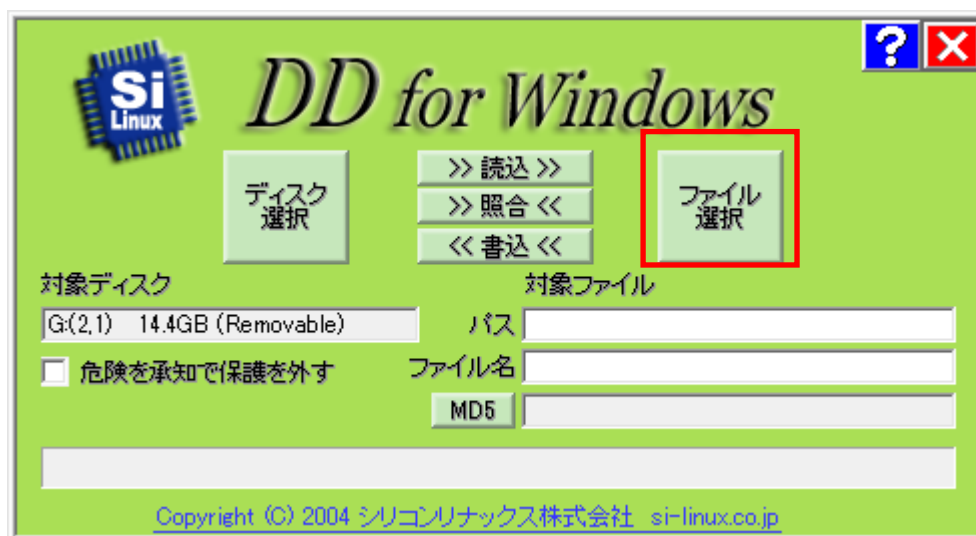 Si
Linux
DD for Windows
?
ディスク
選択
>> 読込 >>
>> 照合 <<
<< 書込 <<
ファイル
選択
対象ディスク
対象ファイル
G:(2,1) 14.4GB (Removable)
パス
危険を承知で保護を外す
ファイル名
MD5
Copyright (C) 2004 シリコンリナックス株式会社 si-linux.co.jp